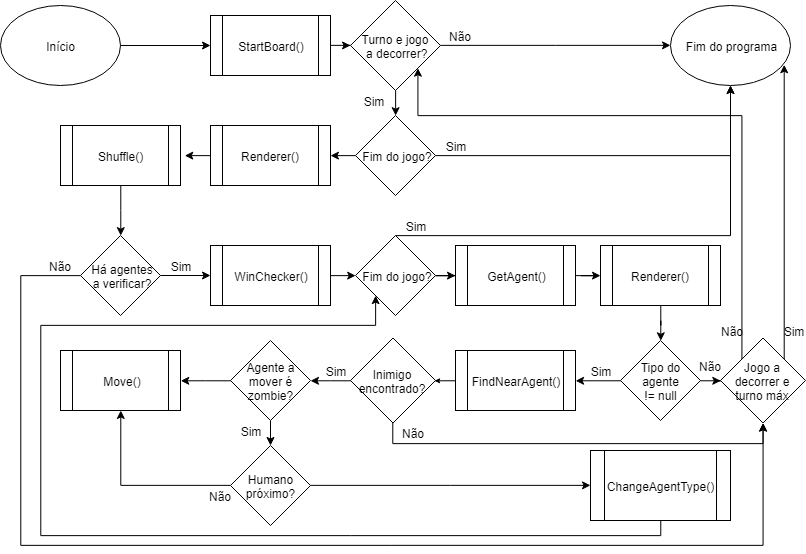 Início
StartBoard()
Turno e jogo
a decorrer?
Não
Fim do programa
Sim
Shuffle()
Renderer()
Fim do jogo?
Sim
Sim
Não
Há agentes
a verificar?
Sim
WinChecker()
Fim do jogo?
GetAgent()
Renderer()
Não
Sim
Move()
Agente a
mover é
zombie?
Sim
Inimigo
encontrado?
FindNearAgent()
Sim
Tipo do
agente
!= null
Não
Jogo a
decorrer e
turno máx
Sim
Não
Não
Humano
próximo?
ChangeAgentType()